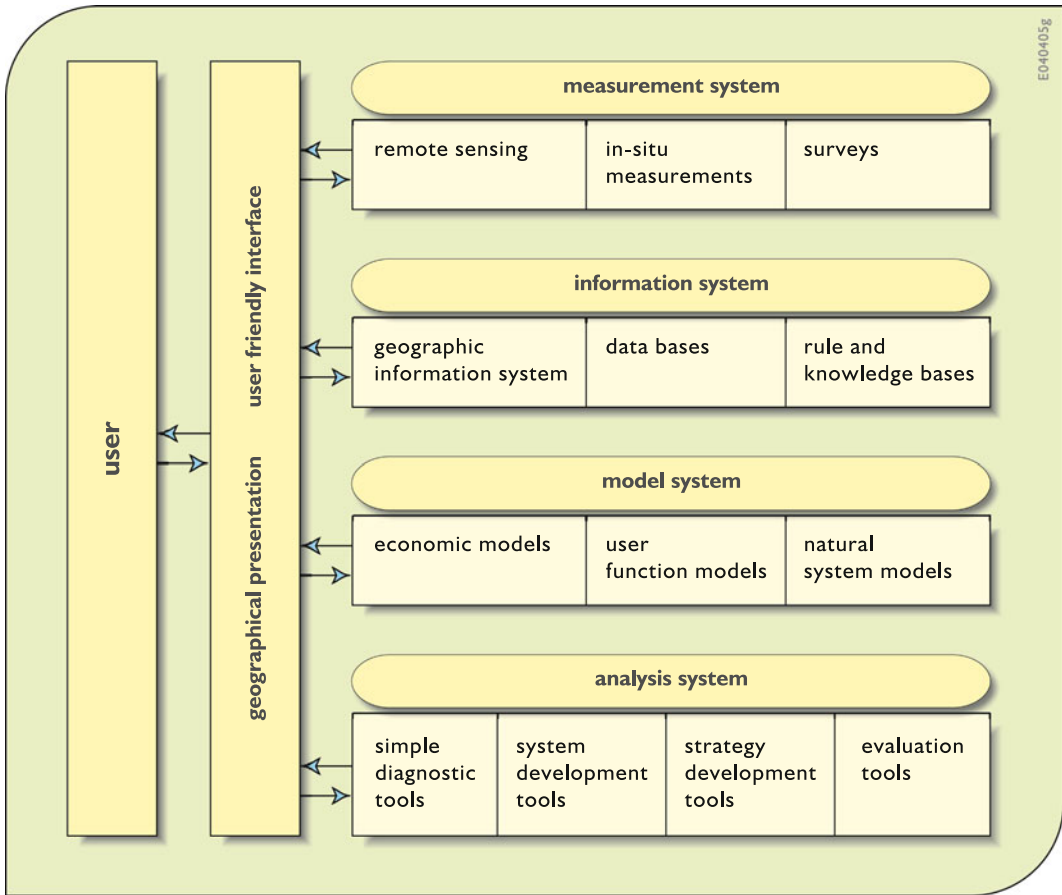 E040405g
user
geographical presentation user friendly interface
measurement system
remote sensing
in-situ
measurements
surveys
information system
geographic
information system
data bases
rule and
knowledge bases
model system
economic models
user
function models
natural
system models
analysis system
simple
diagnostic
tools
system
development
tools
strategy
development
tools
evaluation
tools